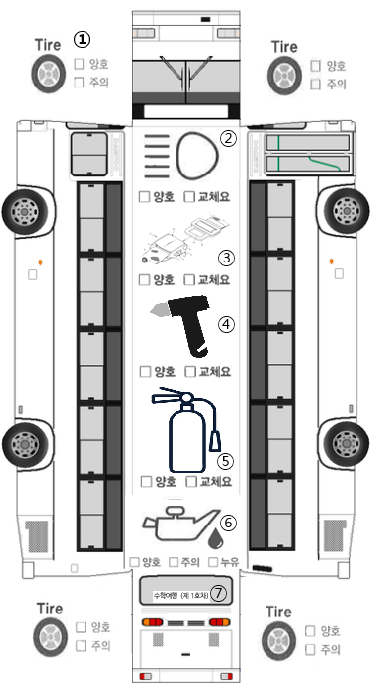 Tire ①
□ 양호
□ 주의
Tire
□ 양호
□ 주의
②
□ 양호 □ 교체요
③
□ 양호 □ 교체요
④
□ 양호 □ 교체요
⑤
□ 양호 □ 교체요
⑥
□ 양호 □ 주의 □ 누유
수학여행 (제 1호차) ⑦
Tire
□ 양호
□ 주의
Tire
□ 양호
□ 주의